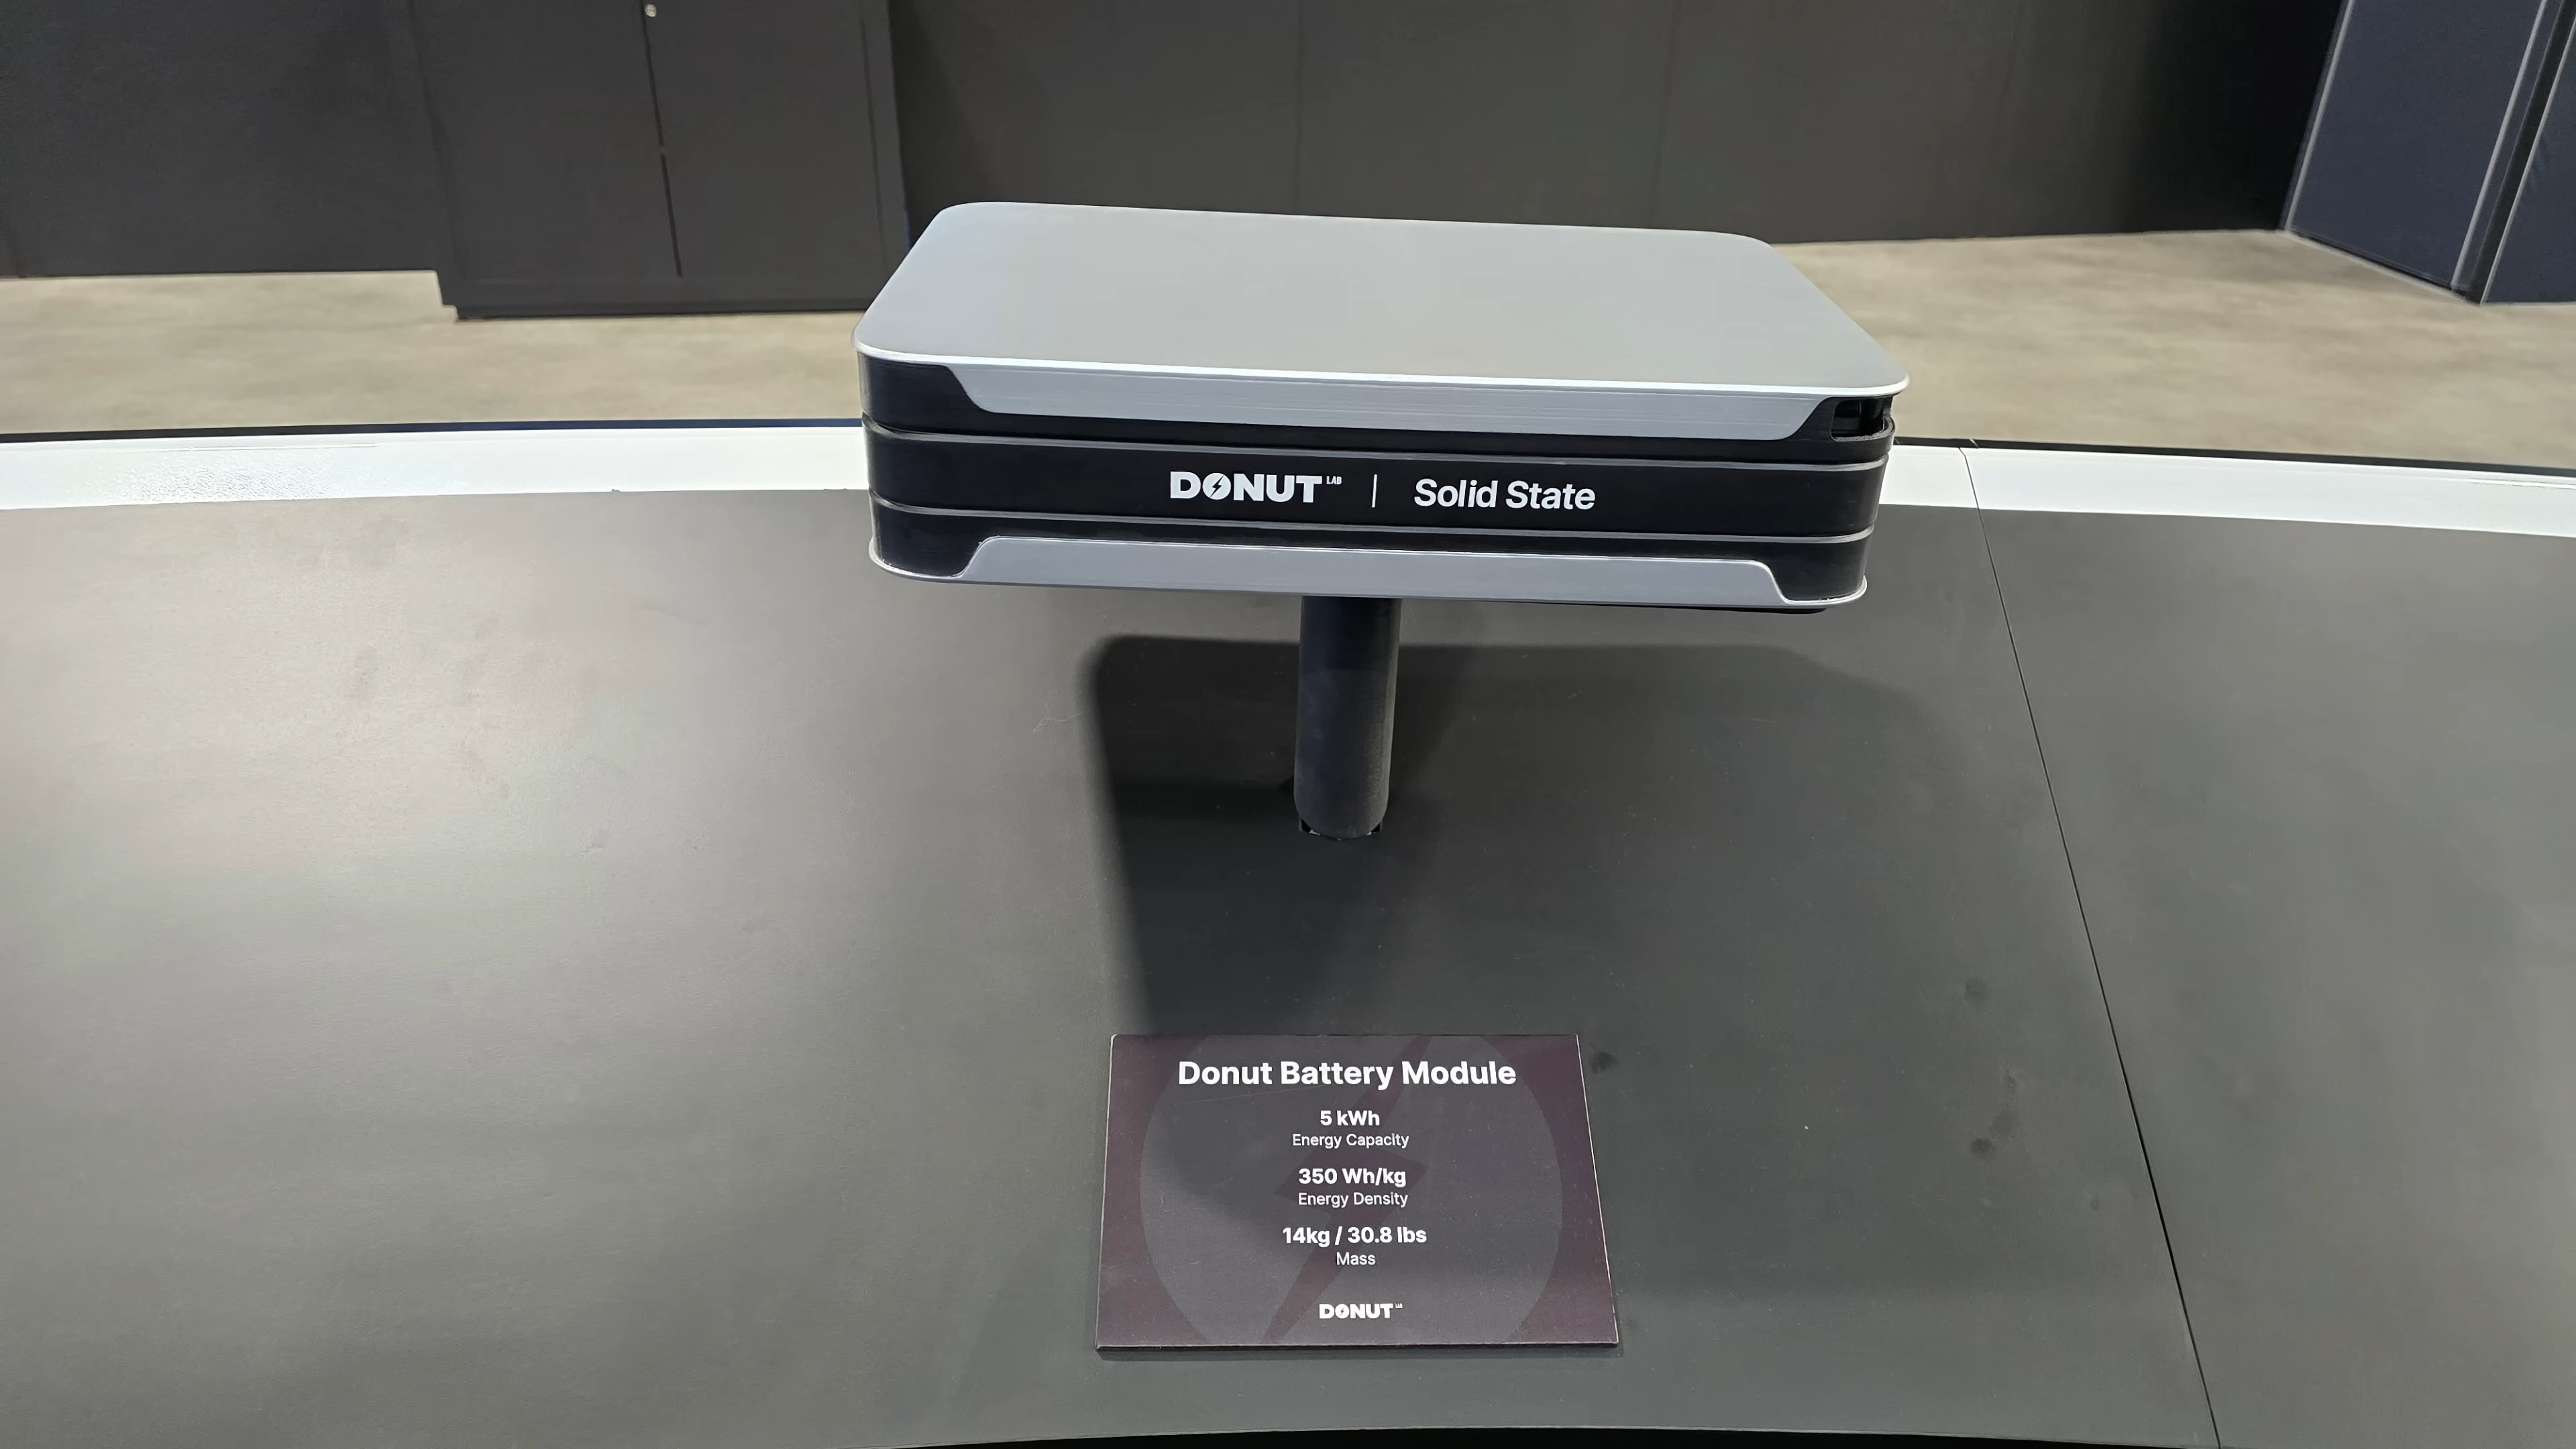 DONUT LAB | Solid State
Donut Battery Module
5 kWh
Energy Capacity
350 Wh/kg
Energy Density
14kg / 30.8 lbs
Mass
DONUT LAB